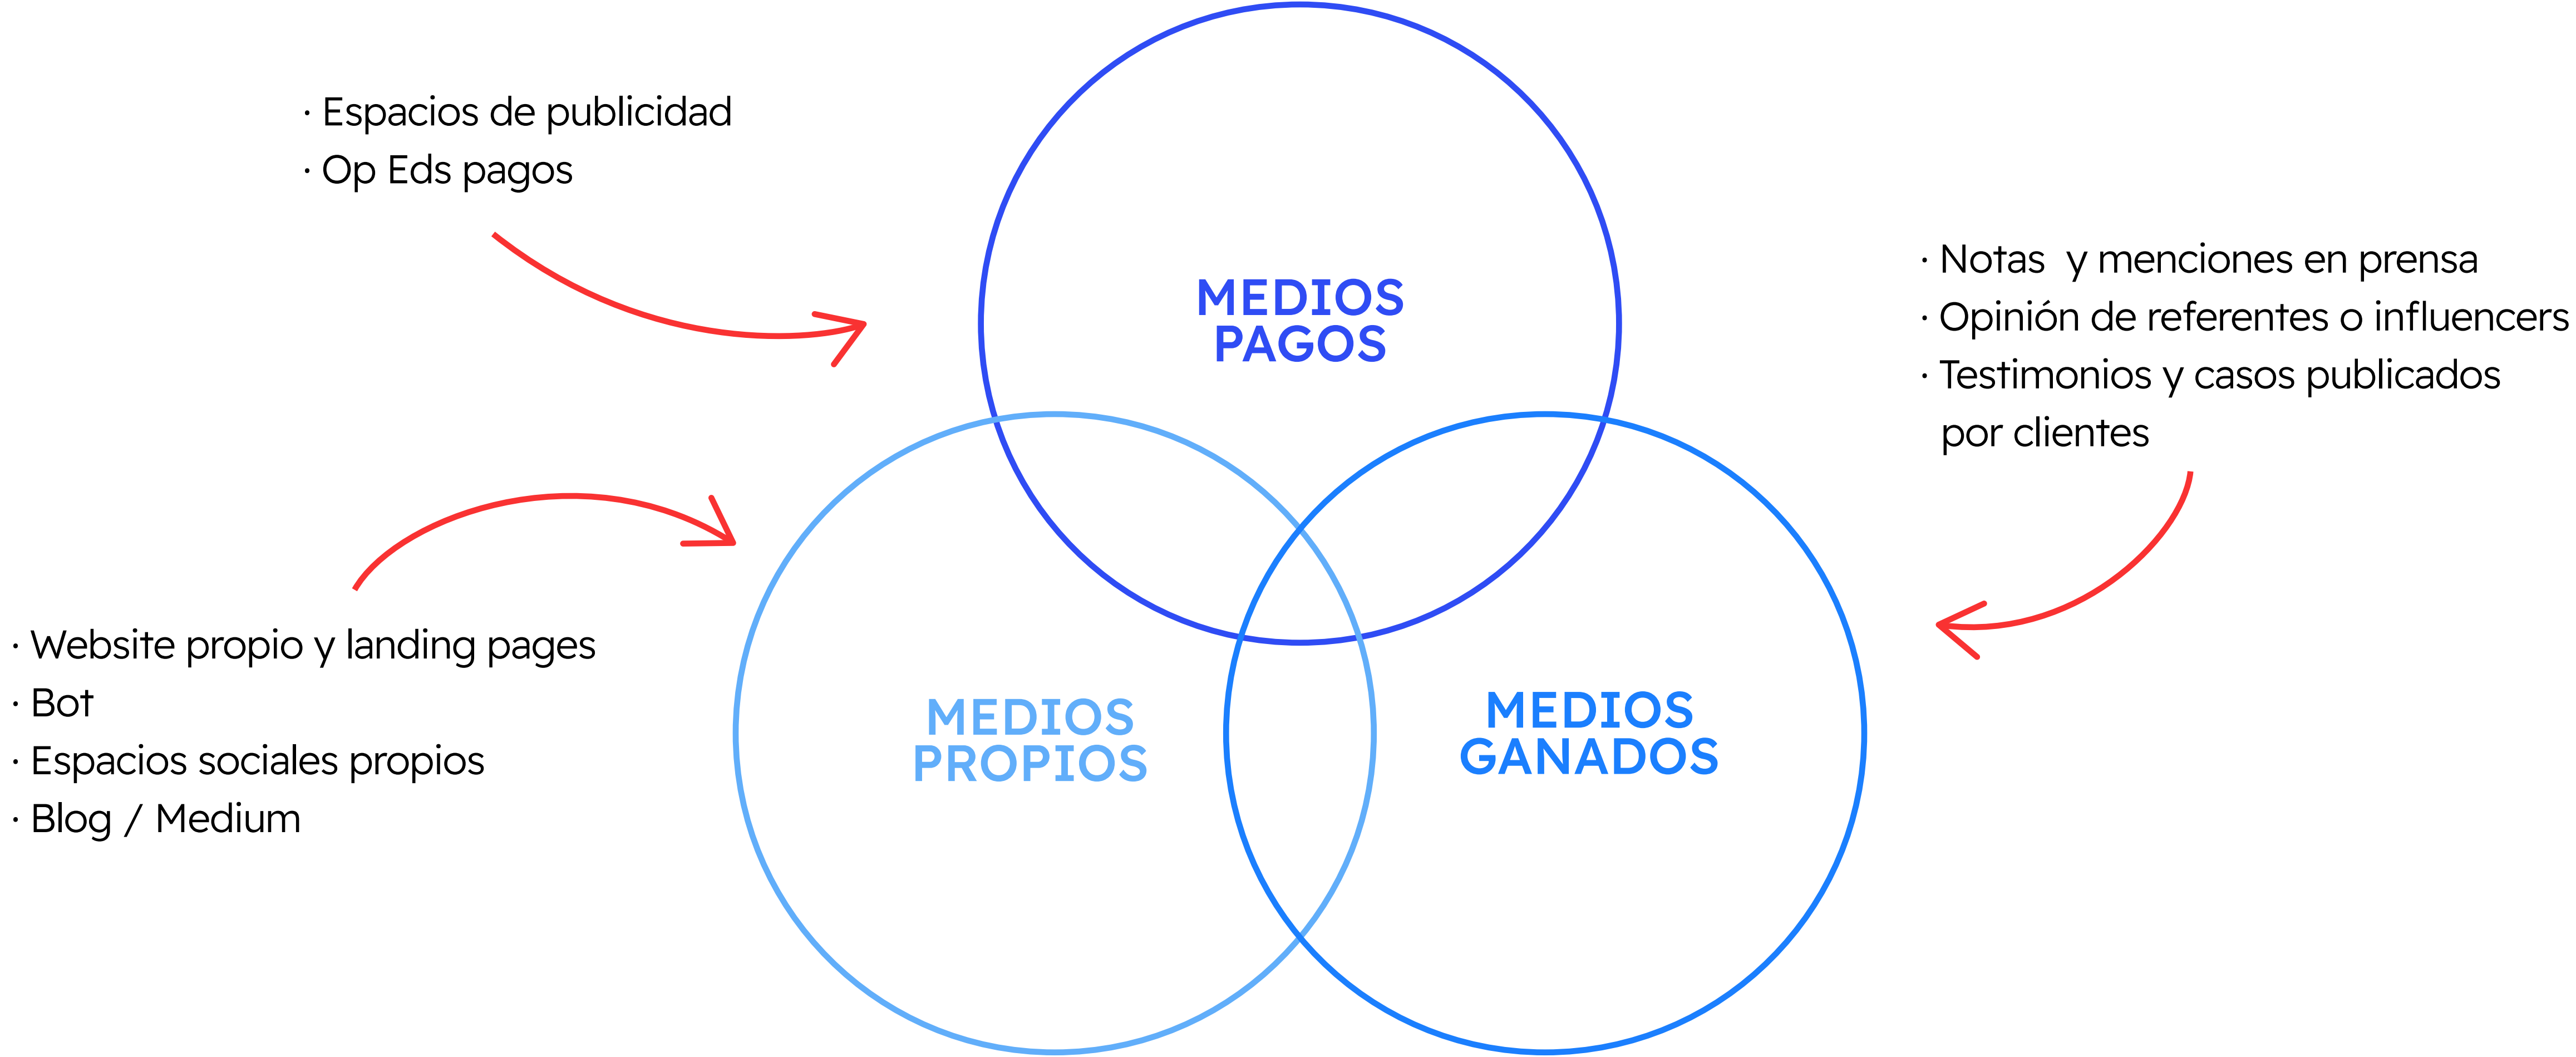 · Espacios de publicidad
· Op Eds pagos
MEDIOS
PAGOS
· Notas  y menciones en prensa
· Opinión de referentes o influencers
· Testimonios y casos publicados
por clientes
· Website propio y landing pages
· Bot
· Espacios sociales propios
· Blog / Medium
MEDIOS
PROPIOS
MEDIOS
GANADOS